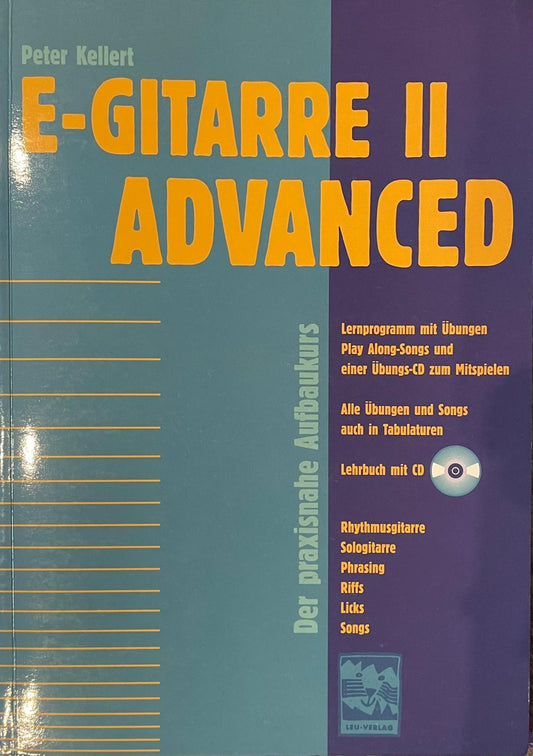 Peter Kellert
E-GITARRE II
ADVANCED
Der praxisnahe Aufbaukurs
Lernprogramm mit Übungen
Play Along-Songs und
einer Übungs-CD zum Mitspielen
Alle Übungen und Songs
auch in Tabulaturen
Lehrbuch mit CD
Rhythmusgitarre
Sologitarre
Phrasing
Riffs
Licks
Songs
LEU-VERLAG